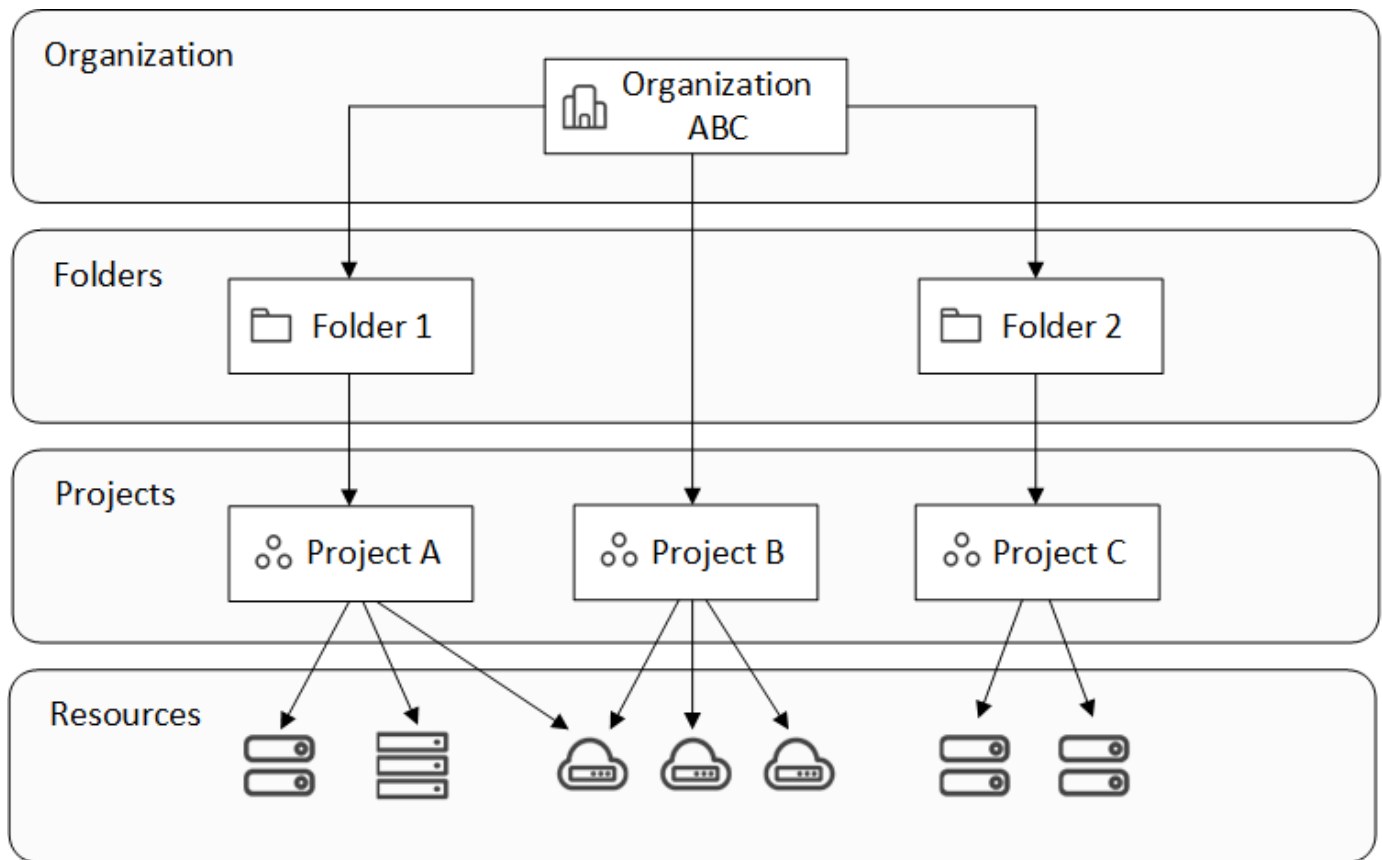 Organization
Organization
ABC
Folders
Folder 1
Folder 2
Projects
Project A
Project B
Project C
Resources